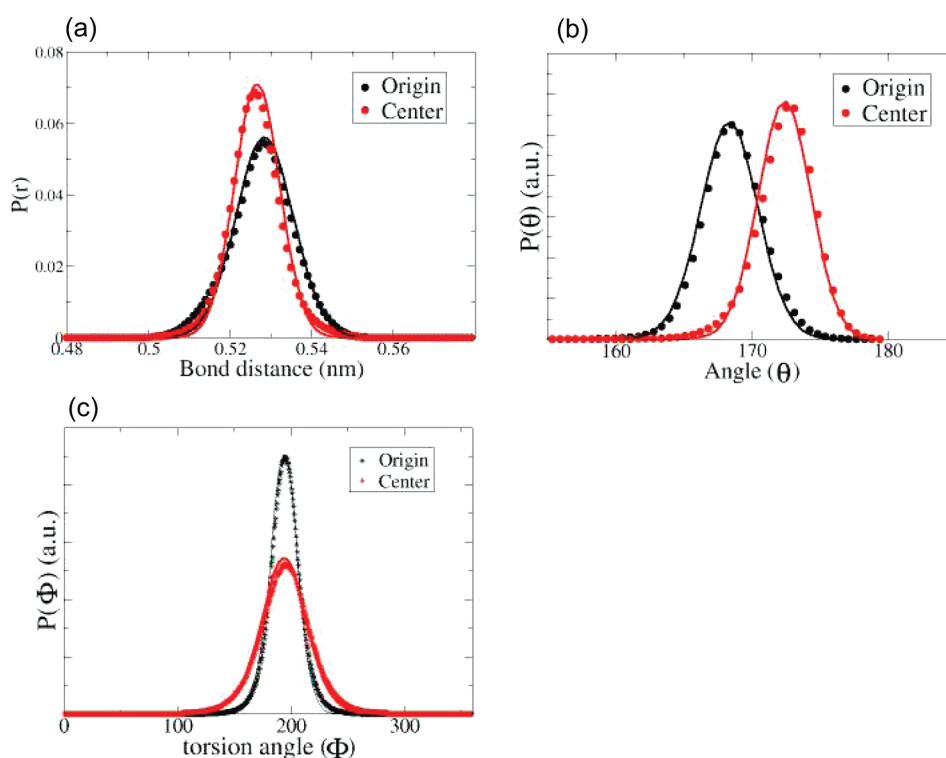 (a)
0.08
0.06
0.04
0.02
0
P(r)
Origin
Center
0.48
0.5
0.52
0.54
0.56
Bond distance (nm)
(b)
P(θ) (a.u.)
Origin
Center
160
170
180
Angle (θ)
(c)
P(Φ) (a.u.)
Origin
Center
0
100
200
300
torsion angle (Φ)